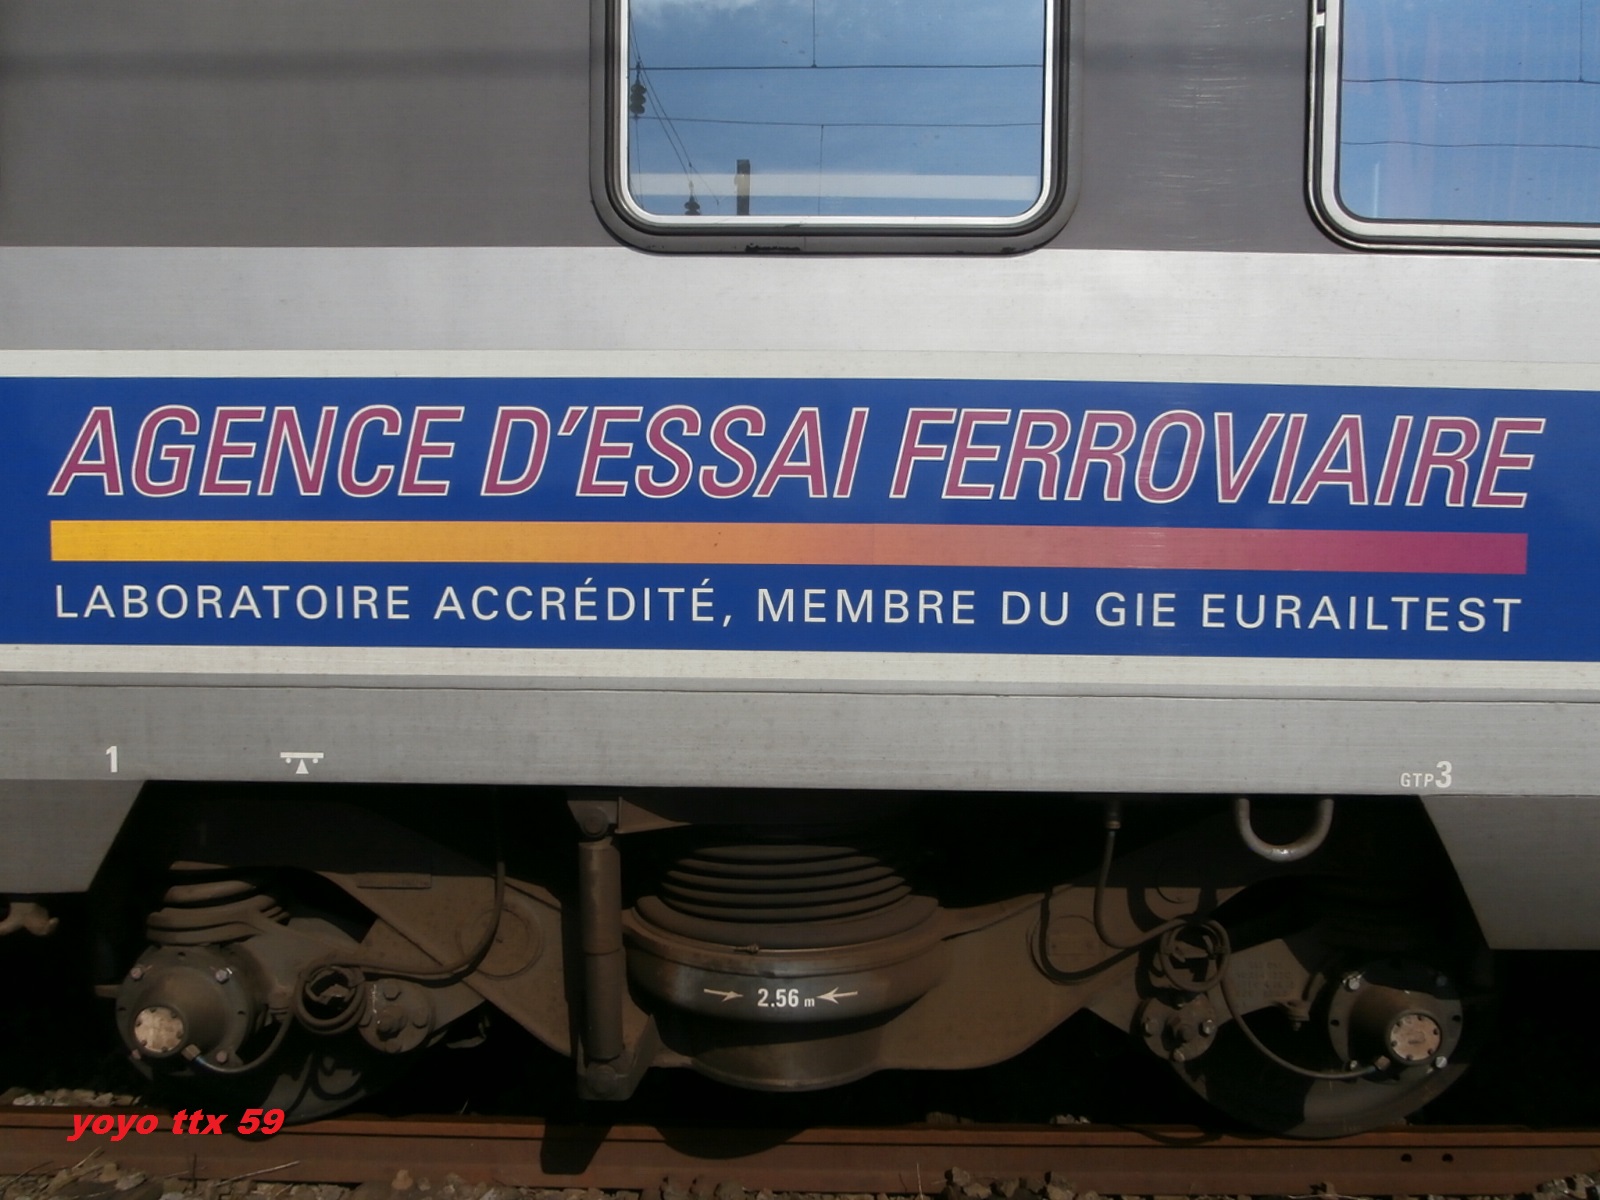 AGENCE D'ESSAI FERROVIAIRE
LABORATOIRE ACCRÉDITÉ, MEMBRE DU GIE EURAILTEST
1
GTP3
2.56 m
yoyo ttx 59